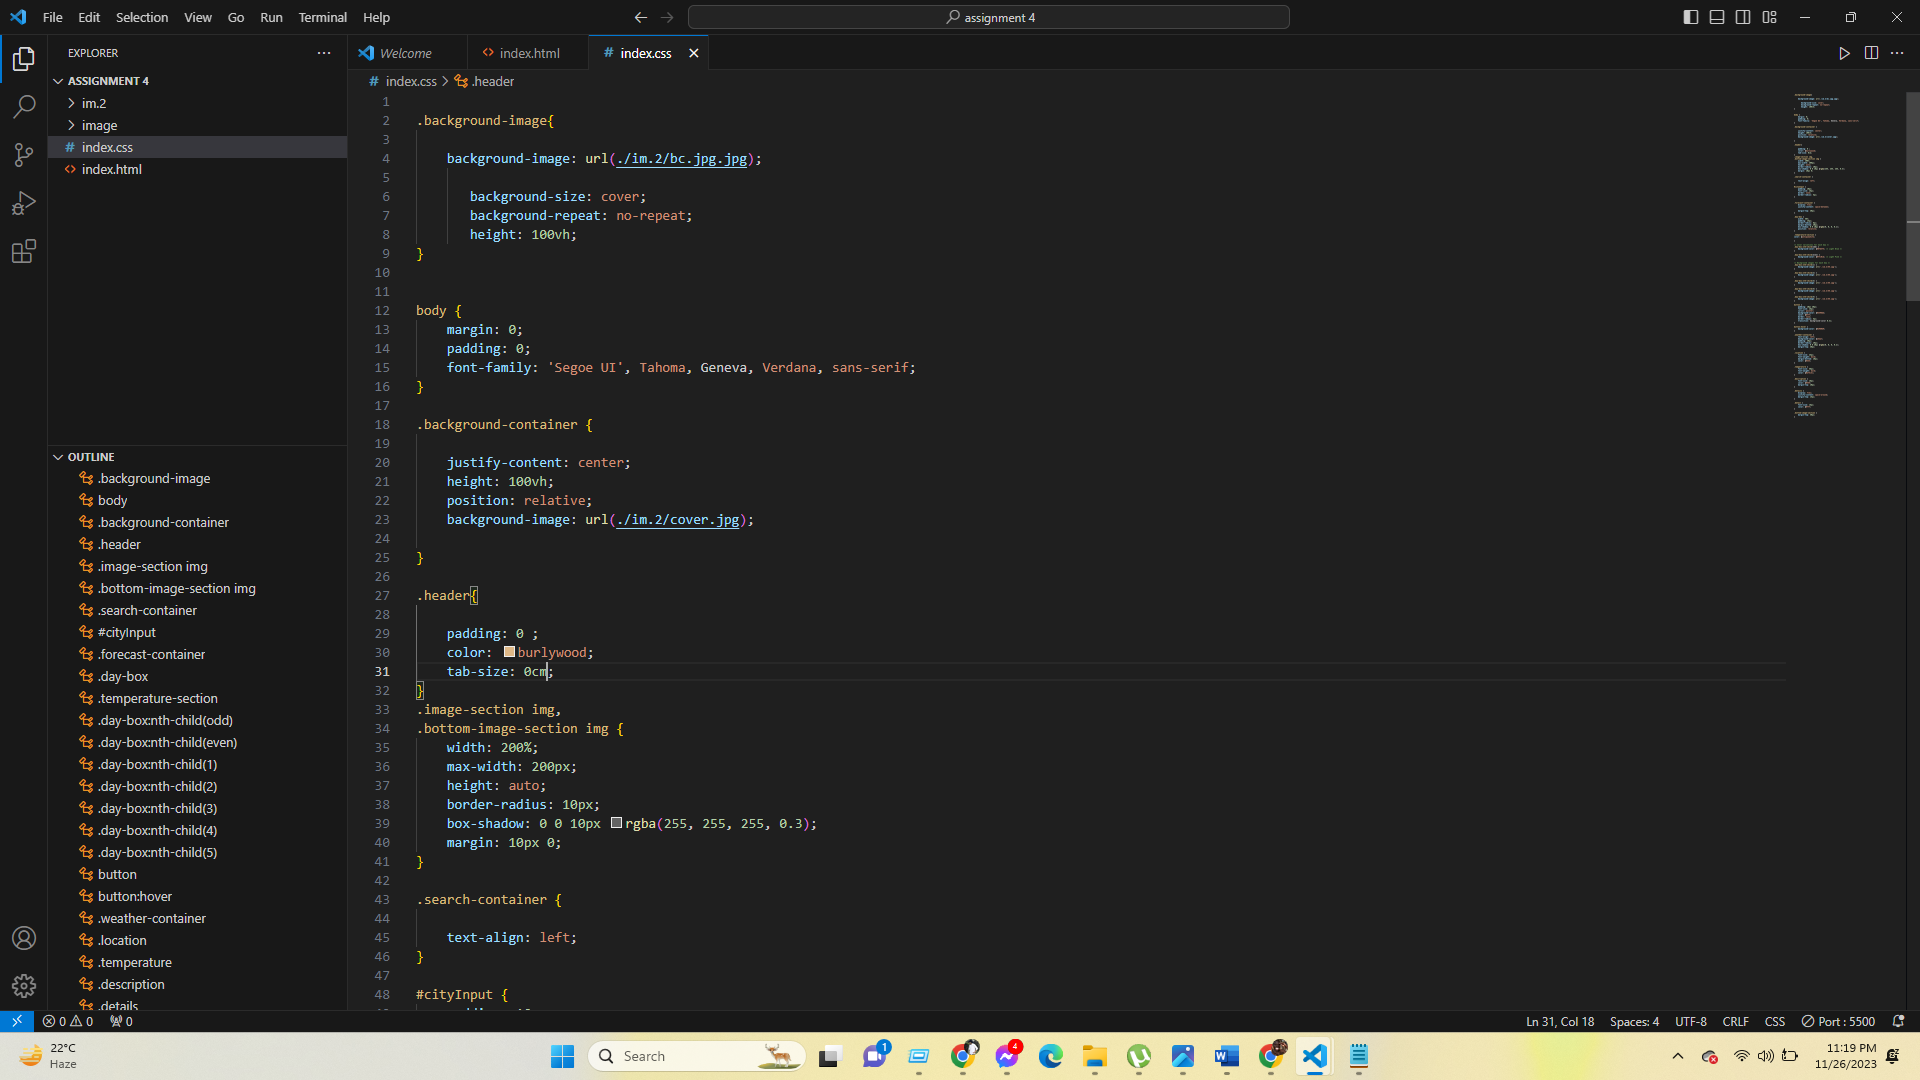 File Edit Selection View Go Run Terminal Help
assignment 4
EXPLORER
ASSIGNMENT 4
im.2
image
index.css
index.html
OUTLINE
.background-image
body
.background-container
.header
.image-section img
.bottom-image-section img
.search-container
#cityInput
.forecast-container
.day-box
.temperature-section
.day-box:nth-child(odd)
.day-box:nth-child(even)
.day-box:nth-child(1)
.day-box:nth-child(2)
.day-box:nth-child(3)
.day-box:nth-child(4)
.day-box:nth-child(5)
button
button:hover
.weather-container
.location
.temperature
.description
.details
Welcome
index.html
# index.css
# index.css > .header
1
2 .background-image{
3
4 background-image: url(./im.2/bc.jpg.jpg);
5
6 background-size: cover;
7 background-repeat: no-repeat;
8 height: 100vh;
9 }
10
11
12 body {
13 margin: 0;
14 padding: 0;
15 font-family: 'Segoe UI', Tahoma, Geneva, Verdana, sans-serif;
16 }
17
18 .background-container {
19
20 justify-content: center;
21 height: 100vh;
22 position: relative;
23 background-image: url(./im.2/cover.jpg);
24
25 }
26
27 .header{
28
29 padding: 0 ;
30 color: burlywood;
31 tab-size: 0cm;
32 }
33 .image-section img,
34 .bottom-image-section img {
35 width: 200%;
36 max-width: 200px;
37 height: auto;
38 border-radius: 10px;
39 box-shadow: 0 0 10px rgba(255, 255, 255, 0.3);
40 margin: 10px 0;
41 }
42
43 .search-container {
44
45 text-align: left;
46 }
47
48 #cityInput {
0 0 0
Ln 31, Col 18 Spaces: 4 UTF-8 CRLF CSS Port : 5500
22°C
Haze
Search
1
4
11:19 PM
11/26/2023